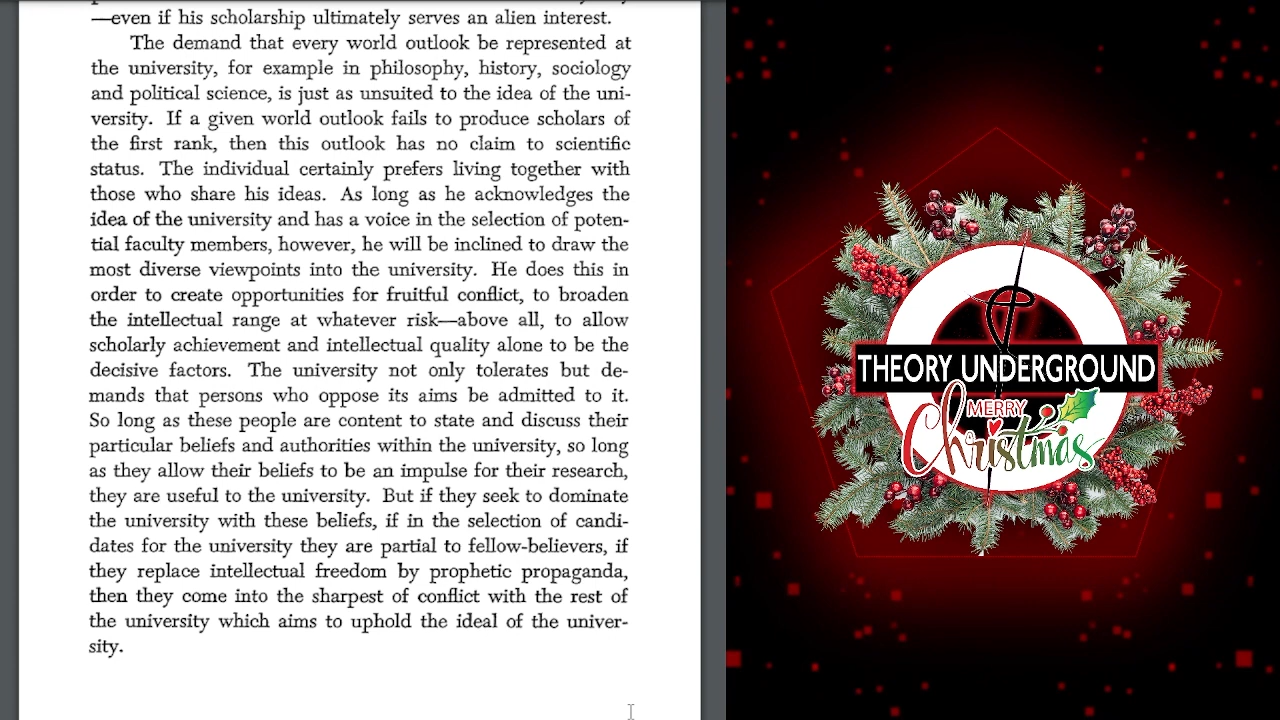 —even if his scholarship ultimately serves an alien interest.
The demand that every world outlook be represented at
the university, for example in philosophy, history, sociology
and political science, is just as unsuited to the idea of the uni-
versity. If a given world outlook fails to produce scholars of
the first rank, then this outlook has no claim to scientific
status. The individual certainly prefers living together with
those who share his ideas. As long as he acknowledges the
idea of the university and has a voice in the selection of poten-
tial faculty members, however, he will be inclined to draw the
most diverse viewpoints into the university. He does this in
order to create opportunities for fruitful conflict, to broaden
the intellectual range at whatever risk—above all, to allow
scholarly achievement and intellectual quality alone to be the
decisive factors. The university not only tolerates but de-
mands that persons who oppose its aims be admitted to it.
So long as these people are content to state and discuss their
particular beliefs and authorities within the university, so long
as they allow their beliefs to be an impulse for their research,
they are useful to the university. But if they seek to dominate
the university with these beliefs, if in the selection of candi-
dates for the university they are partial to fellow-believers, if
they replace intellectual freedom by prophetic propaganda,
then they come into the sharpest of conflict with the rest of
the university which aims to uphold the ideal of the univer-
sity.
THEORY UNDERGROUND
MERRY
Christmas